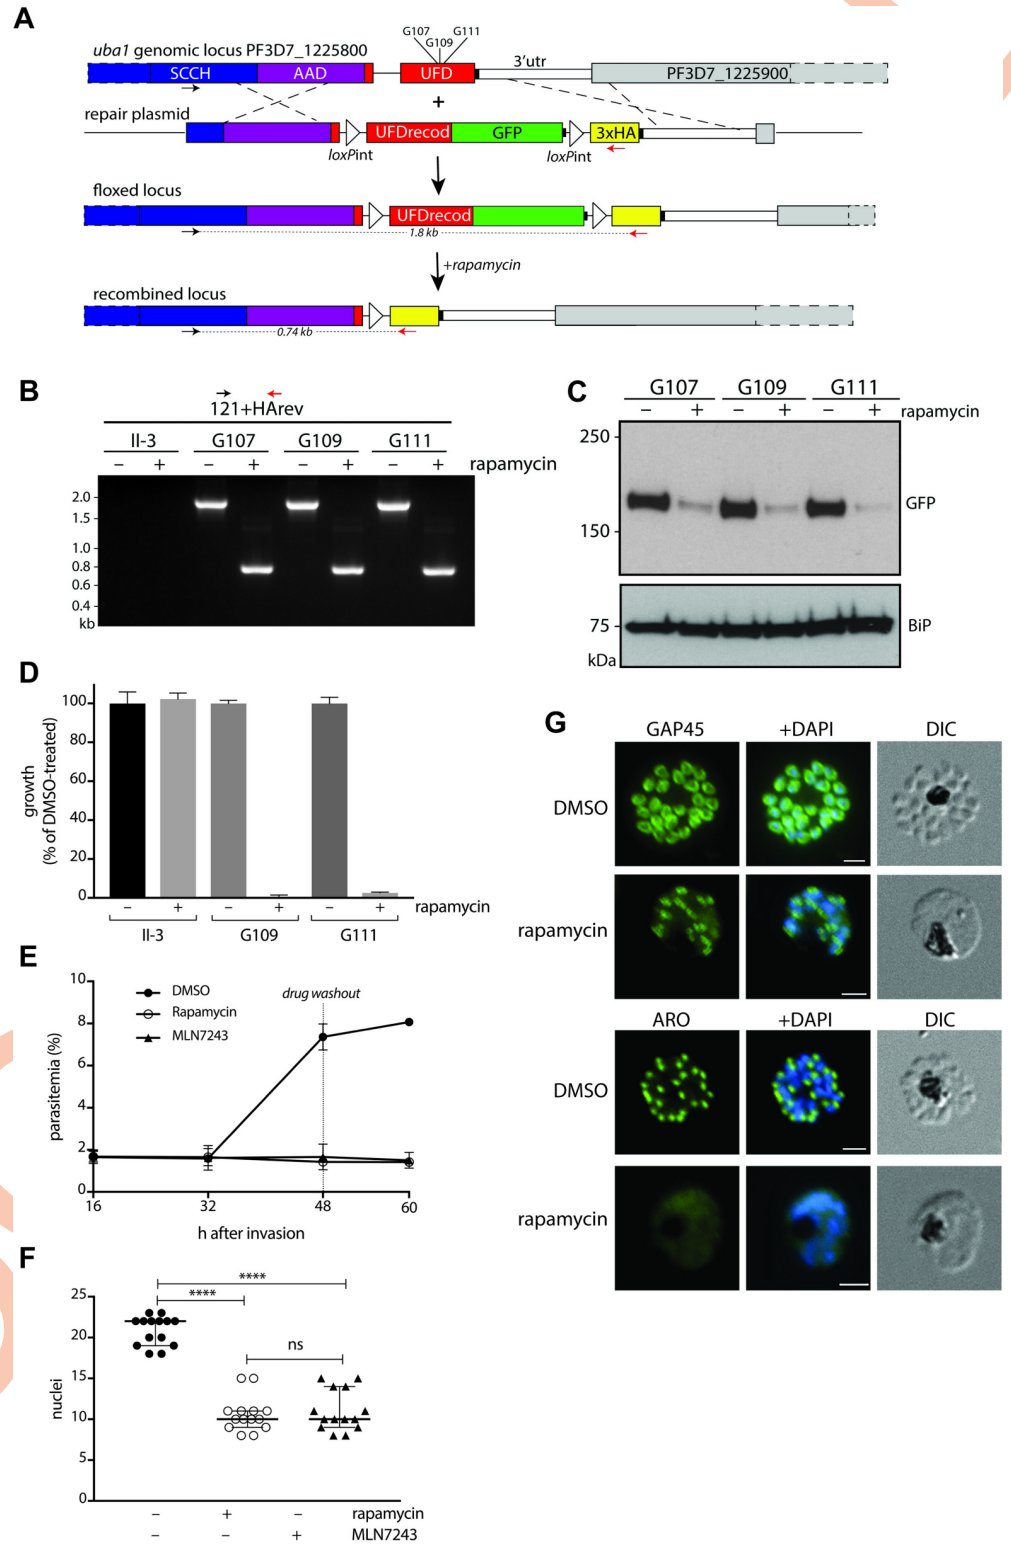 A
G107
G109
G111
uba1 genomic locus PF3D7_1225800
SCCH
AAD
UFD
3'utr
PF3D7_1225900
+
repair plasmid
UFDrecod
GFP
3xHA
loxPint
loxPint
floxed locus
UFDrecod
1.8 kb
+rapamycin
recombined locus
0.74 kb
B
121+HArev
II-3 G107 G109 G111
– + – + – + – + rapamycin
2.0
1.5
1.0
0.8
0.6
0.4
kb
C
G107 G109 G111
– + – + – + rapamycin
250
150
GFP
75
BiP
kDa
D
growth
(% of DMSO-treated)
100
80
60
40
20
0
– + – + – + rapamycin
II-3 G109 G111
E
parasitemia (%)
10
8
6
4
2
0
DMSO
Rapamycin
MLN7243
drug washout
16 32 48 60
h after invasion
F
nuclei
25
20
15
10
5
0
****
****
ns
– + – rapamycin
– – + MLN7243
G
GAP45 +DAPI DIC
DMSO
rapamycin
ARO +DAPI DIC
DMSO
rapamycin